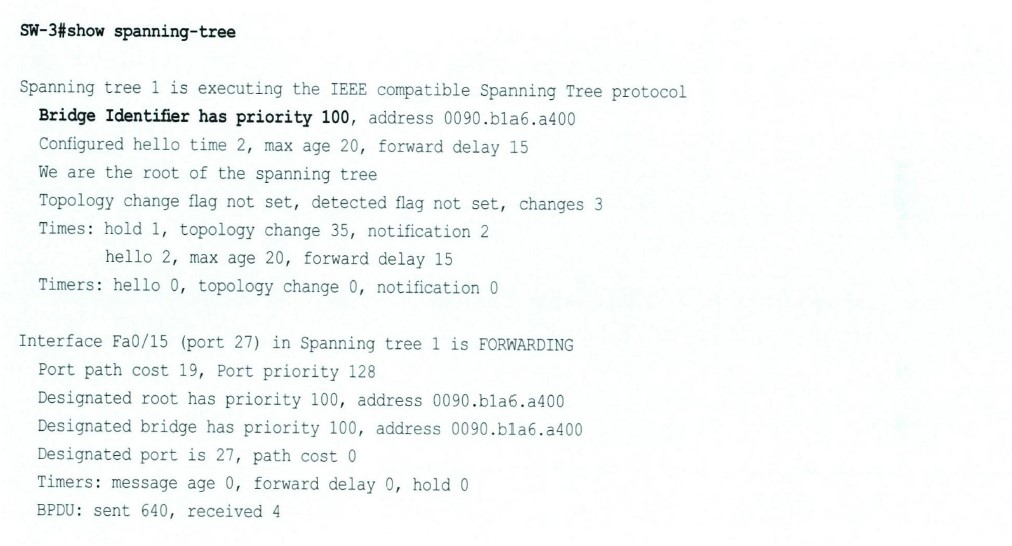 SW-3#show spanning-tree
Spanning tree 1 is executing the IEEE compatible Spanning Tree protocol
Bridge Identifier has priority 100, address 0090.b1a6.a400
Configured hello time 2, max age 20, forward delay 15
We are the root of the spanning tree
Topology change flag not set, detected flag not set, changes 3
Times: hold 1, topology change 35, notification 2
hello 2, max age 20, forward delay 15
Timers: hello 0, topology change 0, notification 0
Interface Fa0/15 (port 27) in Spanning tree 1 is FORWARDING
Port path cost 19, Port priority 128
Designated root has priority 100, address 0090.b1a6.a400
Designated bridge has priority 100, address 0090.b1a6.a400
Designated port is 27, path cost 0
Timers: message age 0, forward delay 0, hold 0
BPDU: sent 640, received 4